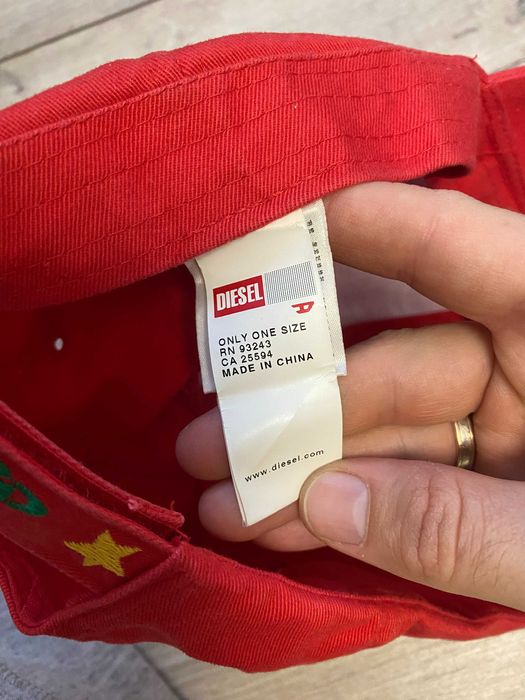 DIESEL
ONLY ONE SIZE
RN 93243
CA 25594
MADE IN CHINA
www.diesel.com